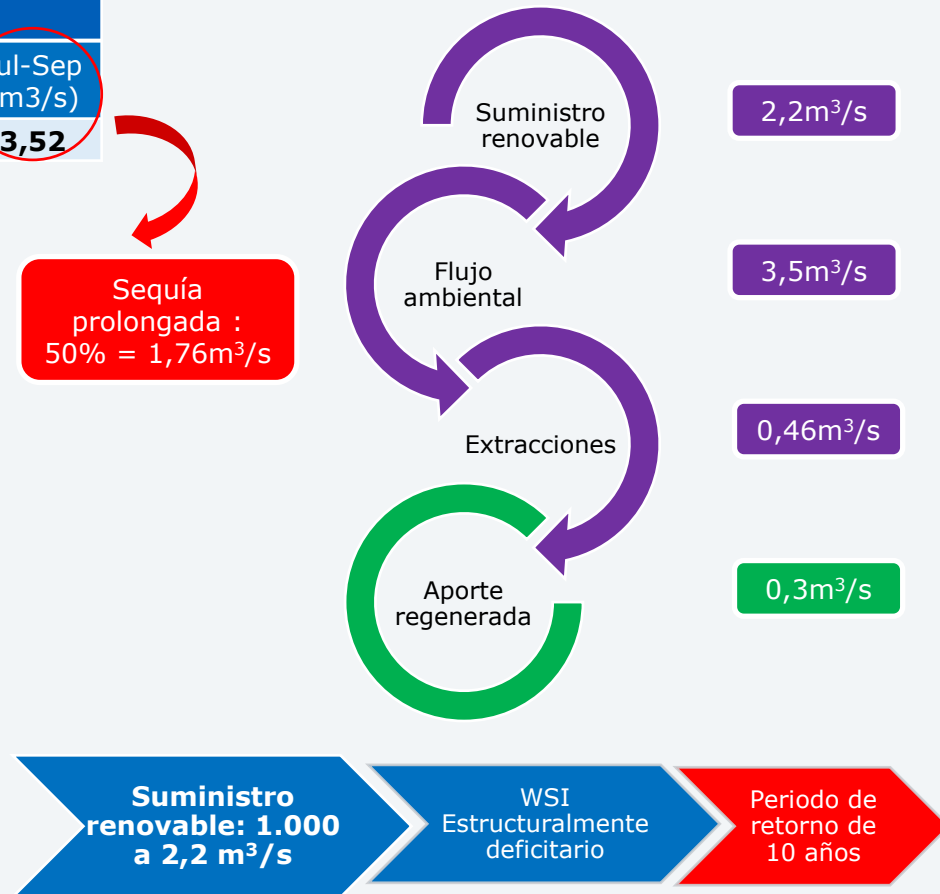 ul-Sep
m3/s)
3,52
Sequía
prolongada :
50% = 1,76m³/s
Suministro
renovable
2,2m³/s
Flujo
ambiental
3,5m³/s
Extracciones
0,46m³/s
Aporte
regenerada
0,3m³/s
Suministro
renovable: 1.000
a 2,2 m³/s
WSI
Estructuralmente
deficitario
Periodo de
retorno de
10 años